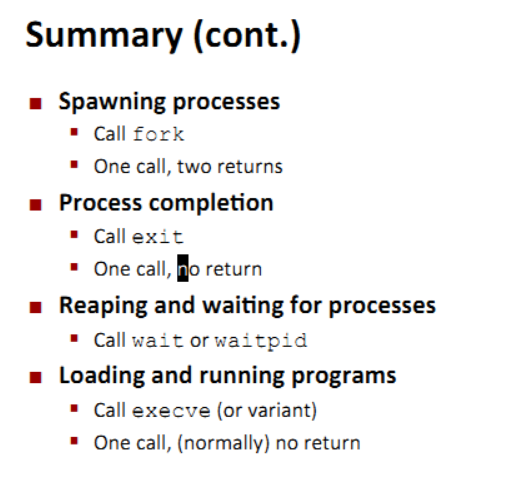 Summary (cont.)
Spawning processes
Call fork
One call, two returns
Process completion
Call exit
One call, no return
Reaping and waiting for processes
Call wait or waitpid
Loading and running programs
Call execve (or variant)
One call, (normally) no return